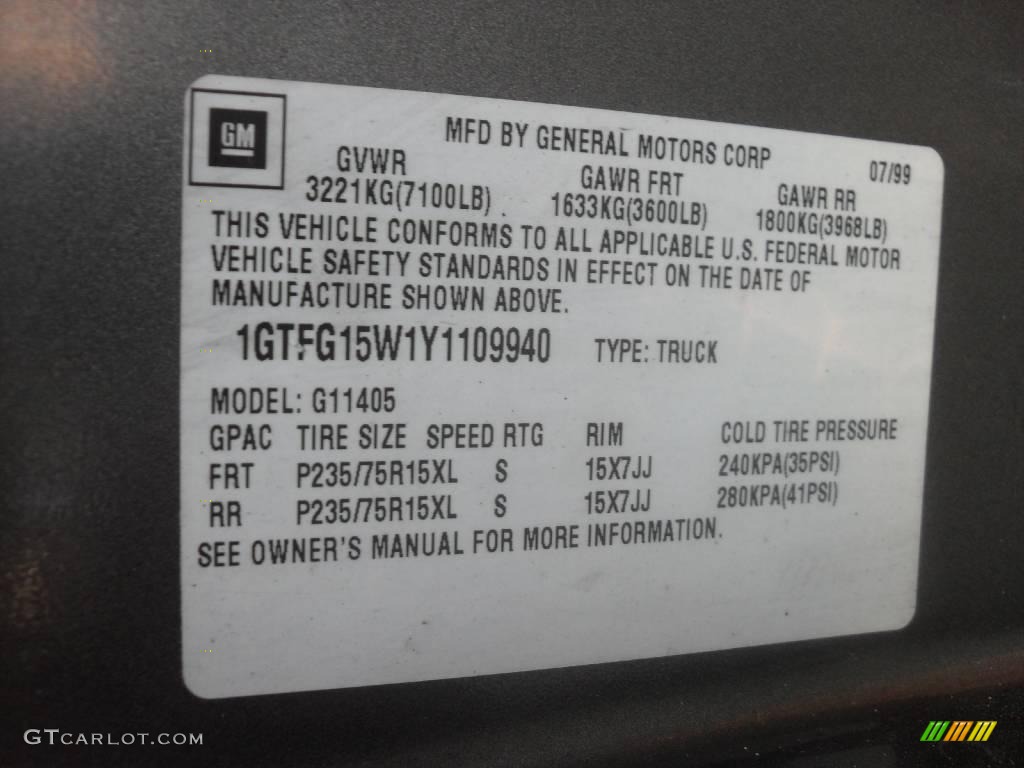 GM
MFD BY GENERAL MOTORS CORP 07/99
GVWR GAWR FRT GAWR RR
3221KG(7100LB) 1633KG(3600LB) 1800KG(3968LB)
THIS VEHICLE CONFORMS TO ALL APPLICABLE U.S. FEDERAL MOTOR
VEHICLE SAFETY STANDARDS IN EFFECT ON THE DATE OF
MANUFACTURE SHOWN ABOVE.
1GTFG15W1Y1109940 TYPE: TRUCK
MODEL: G11405
GPAC TIRE SIZE SPEED RTG RIM COLD TIRE PRESSURE
FRT P235/75R15XL S 15X7JJ 240KPA(35PSI)
RR P235/75R15XL S 15X7JJ 280KPA(41PSI)
SEE OWNER'S MANUAL FOR MORE INFORMATION.
GTCARLOT.COM